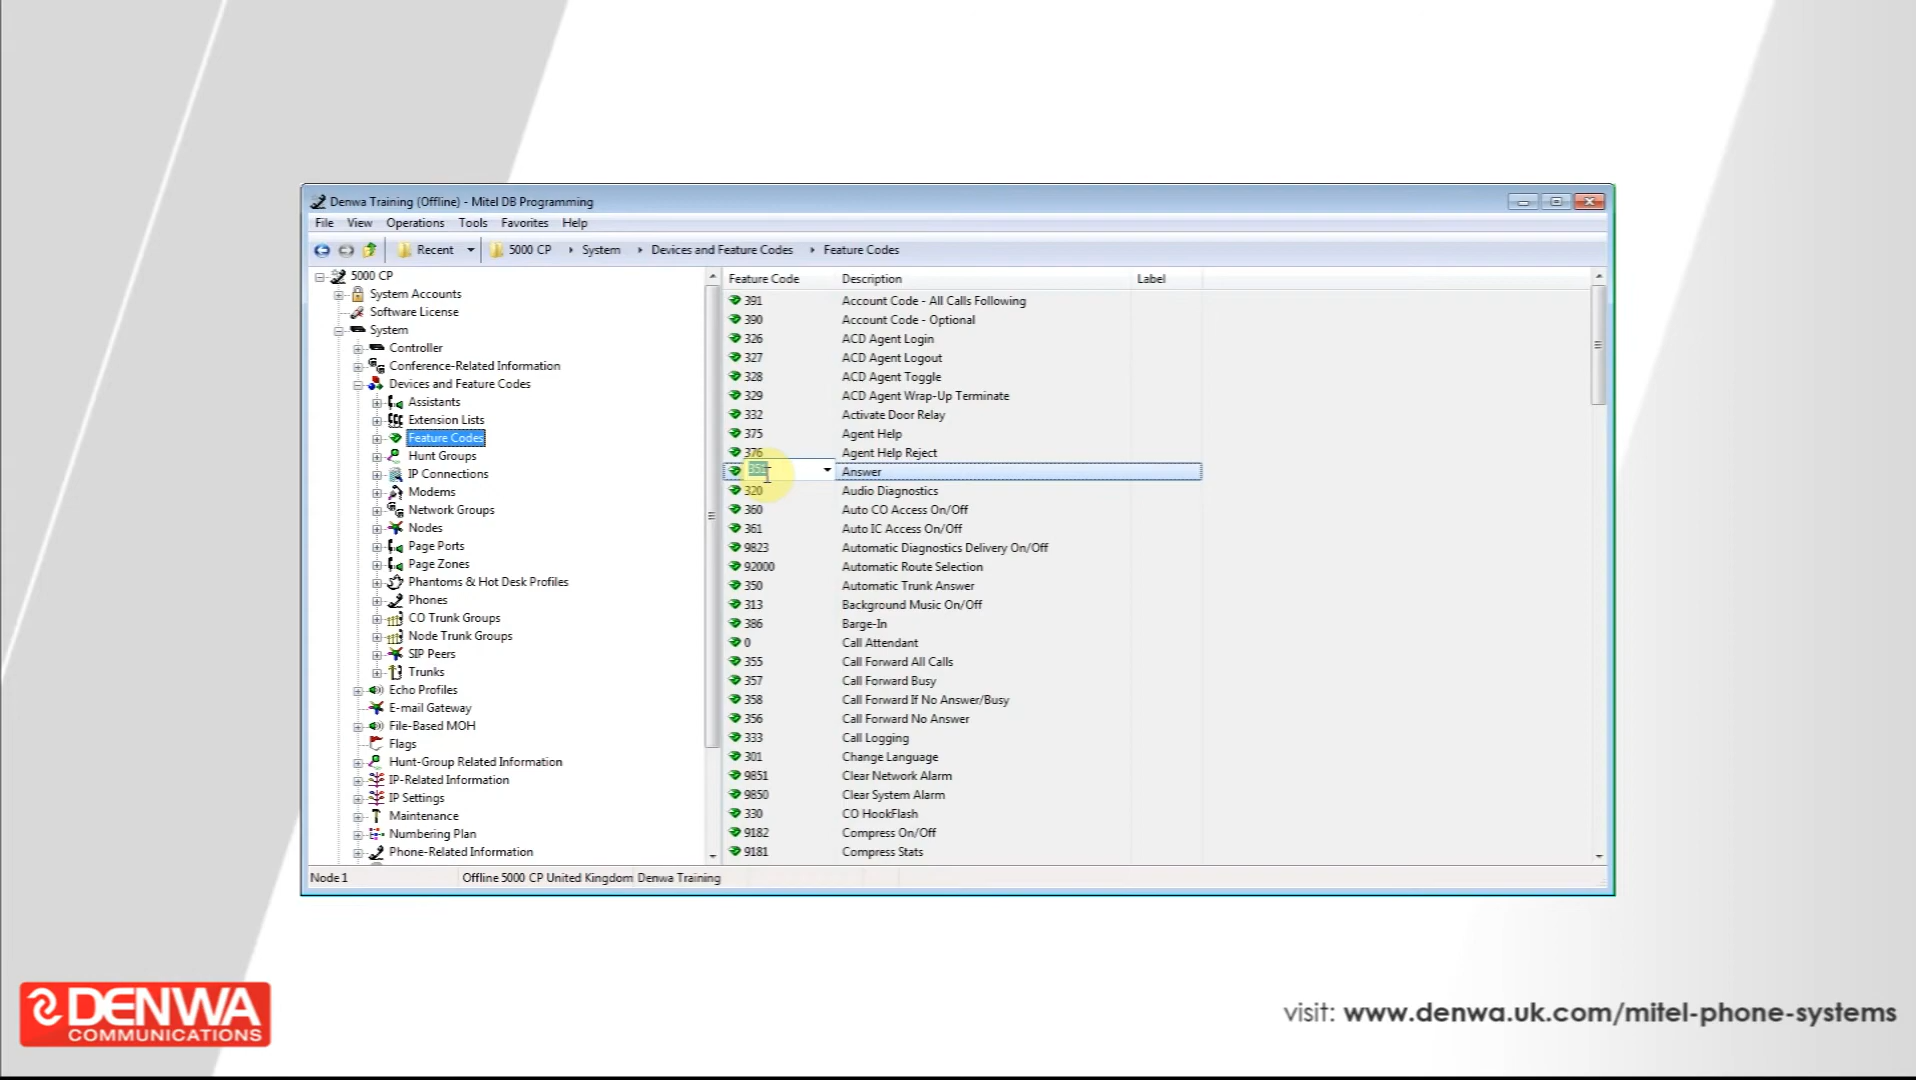 Denwa Training (Offline) - Mitel DB Programming
File View Operations Tools Favorites Help
Recent 5000 CP System Devices and Feature Codes Feature Codes
5000 CP
System Accounts
Software License
System
Controller
Conference-Related Information
Devices and Feature Codes
Assistants
Extension Lists
Feature Codes
Hunt Groups
IP Connections
Modems
Network Groups
Nodes
Page Ports
Page Zones
Phantoms & Hot Desk Profiles
Phones
CO Trunk Groups
Node Trunk Groups
SIP Peers
Trunks
Echo Profiles
E-mail Gateway
File-Based MOH
Flags
Hunt-Group Related Information
IP-Related Information
IP Settings
Maintenance
Numbering Plan
Phone-Related Information
Feature Code Description Label
391 Account Code - All Calls Following
390 Account Code - Optional
326 ACD Agent Login
327 ACD Agent Logout
328 ACD Agent Toggle
329 ACD Agent Wrap-Up Terminate
332 Activate Door Relay
375 Agent Help
376 Agent Help Reject
Answer
320 Audio Diagnostics
360 Auto CO Access On/Off
361 Auto IC Access On/Off
9823 Automatic Diagnostics Delivery On/Off
92000 Automatic Route Selection
350 Automatic Trunk Answer
313 Background Music On/Off
386 Barge-In
0 Call Attendant
355 Call Forward All Calls
357 Call Forward Busy
358 Call Forward If No Answer/Busy
356 Call Forward No Answer
333 Call Logging
301 Change Language
9851 Clear Network Alarm
9850 Clear System Alarm
330 CO HookFlash
9182 Compress On/Off
9181 Compress Stats
Node 1 Offline 5000 CP United Kingdom Denwa Training
DENWA
COMMUNICATIONS
visit: www.denwa.uk.com/mitel-phone-systems